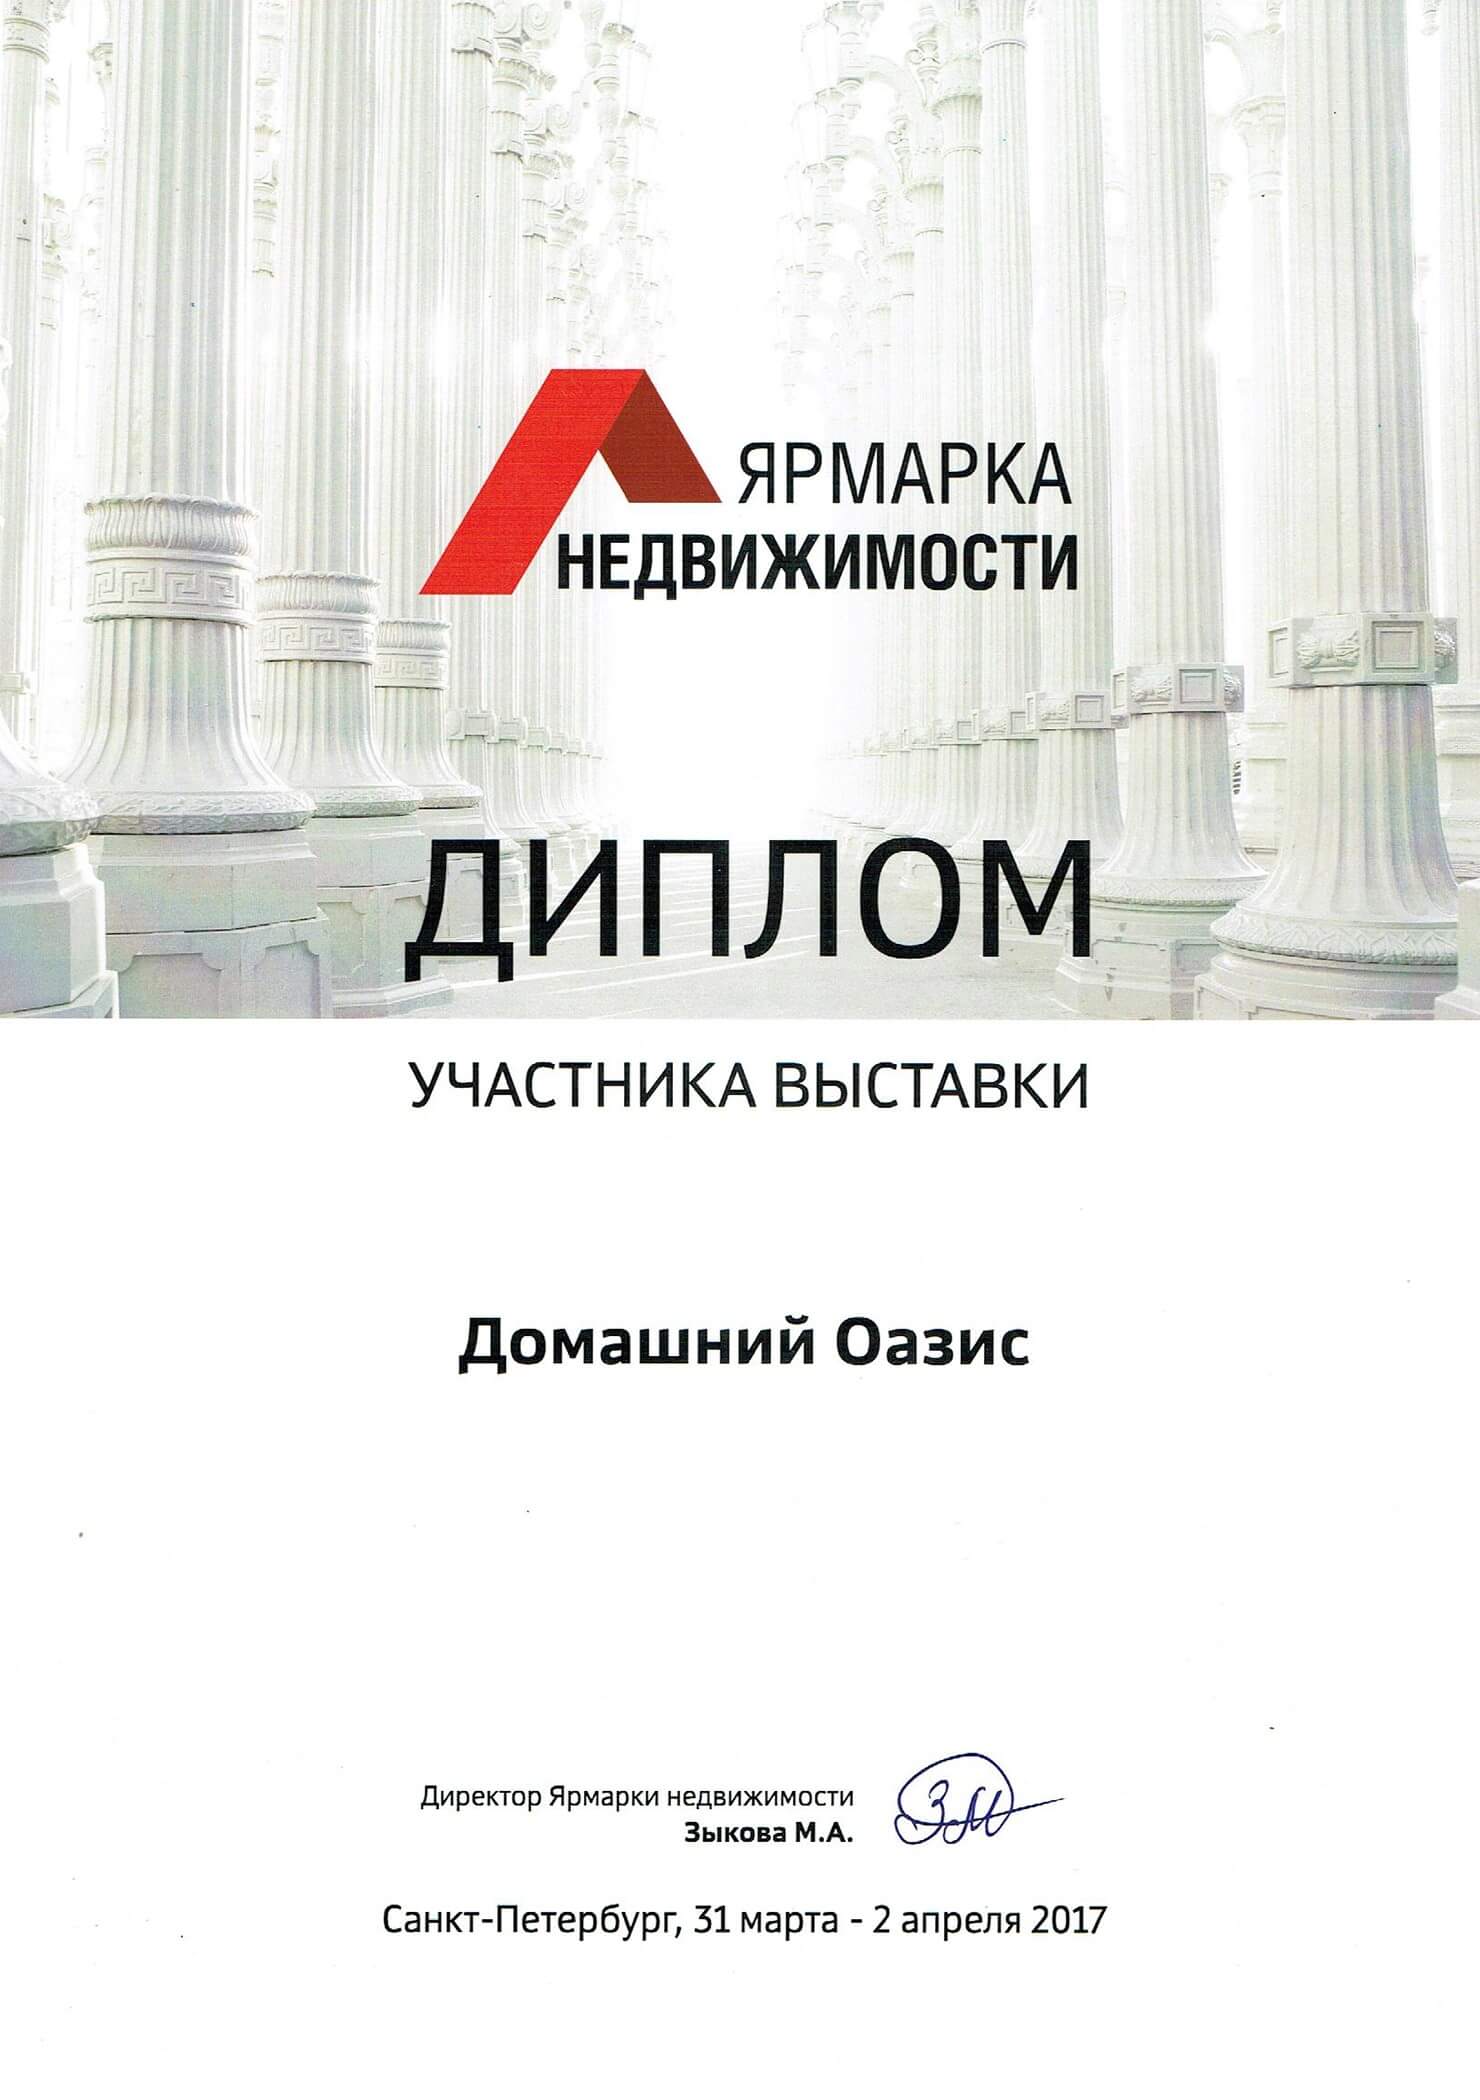 ЯРМАРКА
НЕДВИЖИМОСТИ
ДИПЛОМ
УЧАСТНИКА ВЫСТАВКИ
Домашний Оазис
Директор Ярмарки недвижимости
Зыкова М.А.
Санкт-Петербург, 31 марта - 2 апреля 2017